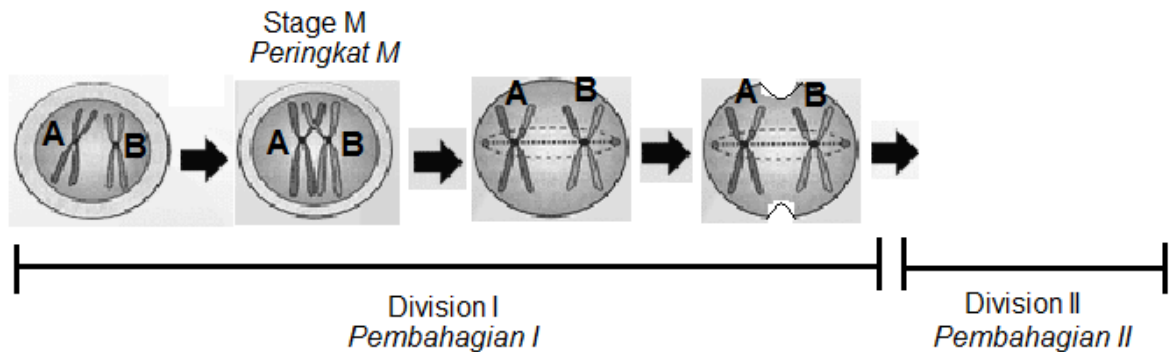 Stage M
Peringkat M
A B
A B
A B
A B
Division I
Pembahagian I
Division II
Pembahagian II